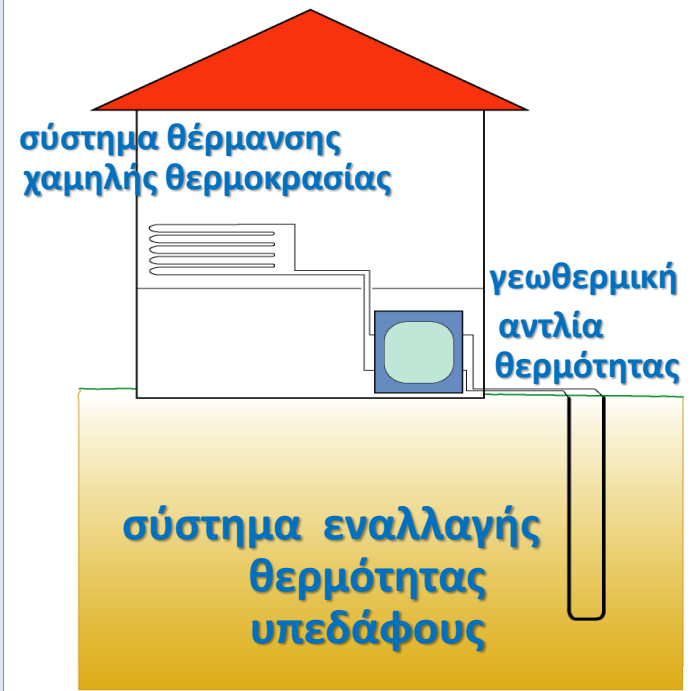 σύστημα θέρμανσης
χαμηλής θερμοκρασίας
γεωθερμική
αντλία
θερμότητας
σύστημα εναλλαγής
θερμότητας
υπεδάφους